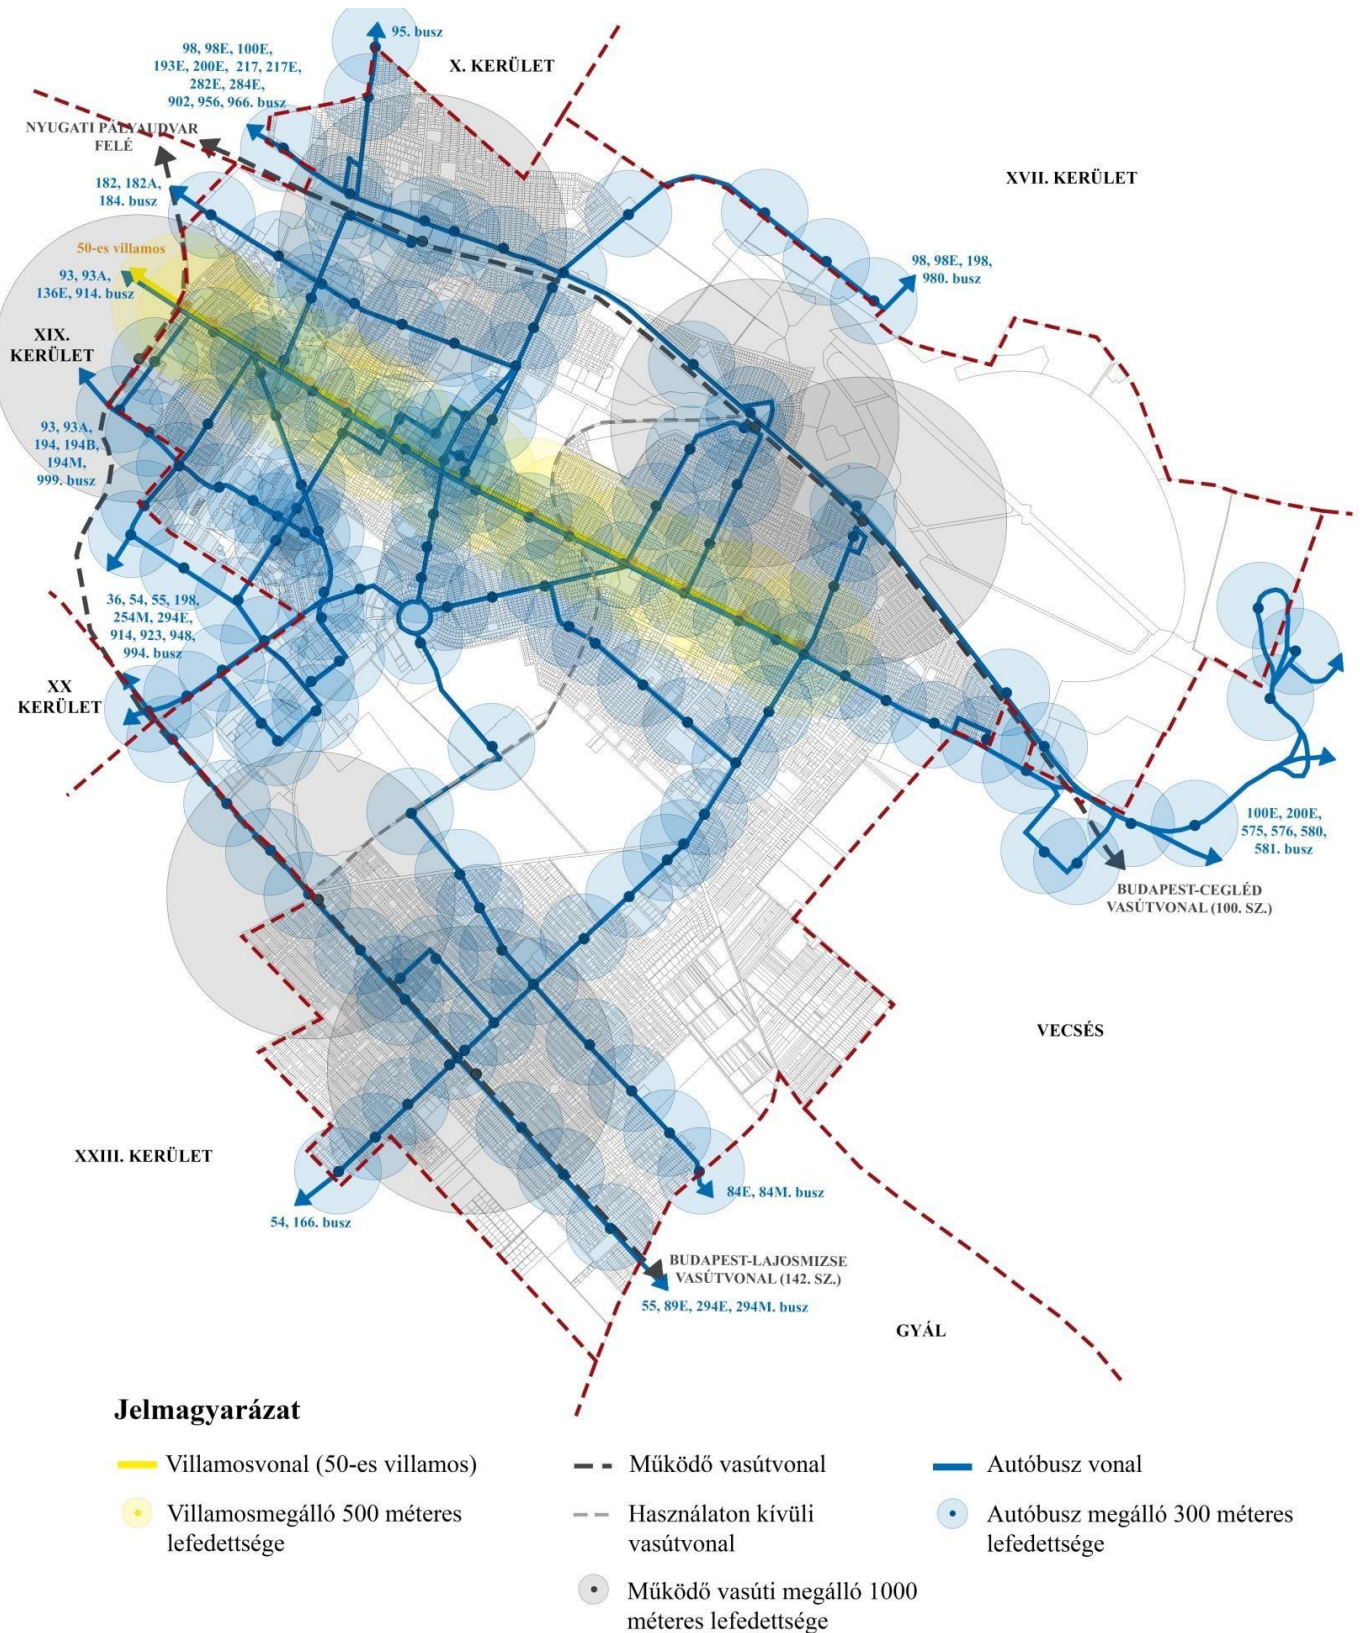 95. busz
98, 98E, 100E,
193E, 200E, 217, 217E,
282E, 284E,
902, 956, 966. busz
X. KERÜLET
NYUGATI PÁLYAUDVAR
FELÉ
XVII. KERÜLET
182, 182A,
184. busz
50-es villamos
93, 93A,
136E, 914. busz
98, 98E, 198,
980. busz
XIX.
KERÜLET
93, 93A,
194, 194B,
194M,
999. busz
36, 54, 55, 198,
254M, 294E,
914, 923, 948,
994. busz
XX
KERÜLET
100E, 200E,
575, 576, 580,
581. busz
BUDAPEST-CEGLÉD
VASÚTVONAL (100. SZ.)
VECSÉS
XXIII. KERÜLET
84E, 84M. busz
54, 166. busz
BUDAPEST-LAJOSMIZSE
VASÚTVONAL (142. SZ.)
55, 89E, 294E, 294M. busz
GYÁL
Jelmagyarázat
Villamosvonal (50-es villamos)
Villamosmegálló 500 méteres
lefedettsége
Működő vasútvonal
Használaton kívüli
vasútvonal
Működő vasúti megálló 1000
méteres lefedettsége
Autóbusz vonal
Autóbusz megálló 300 méteres
lefedettsége